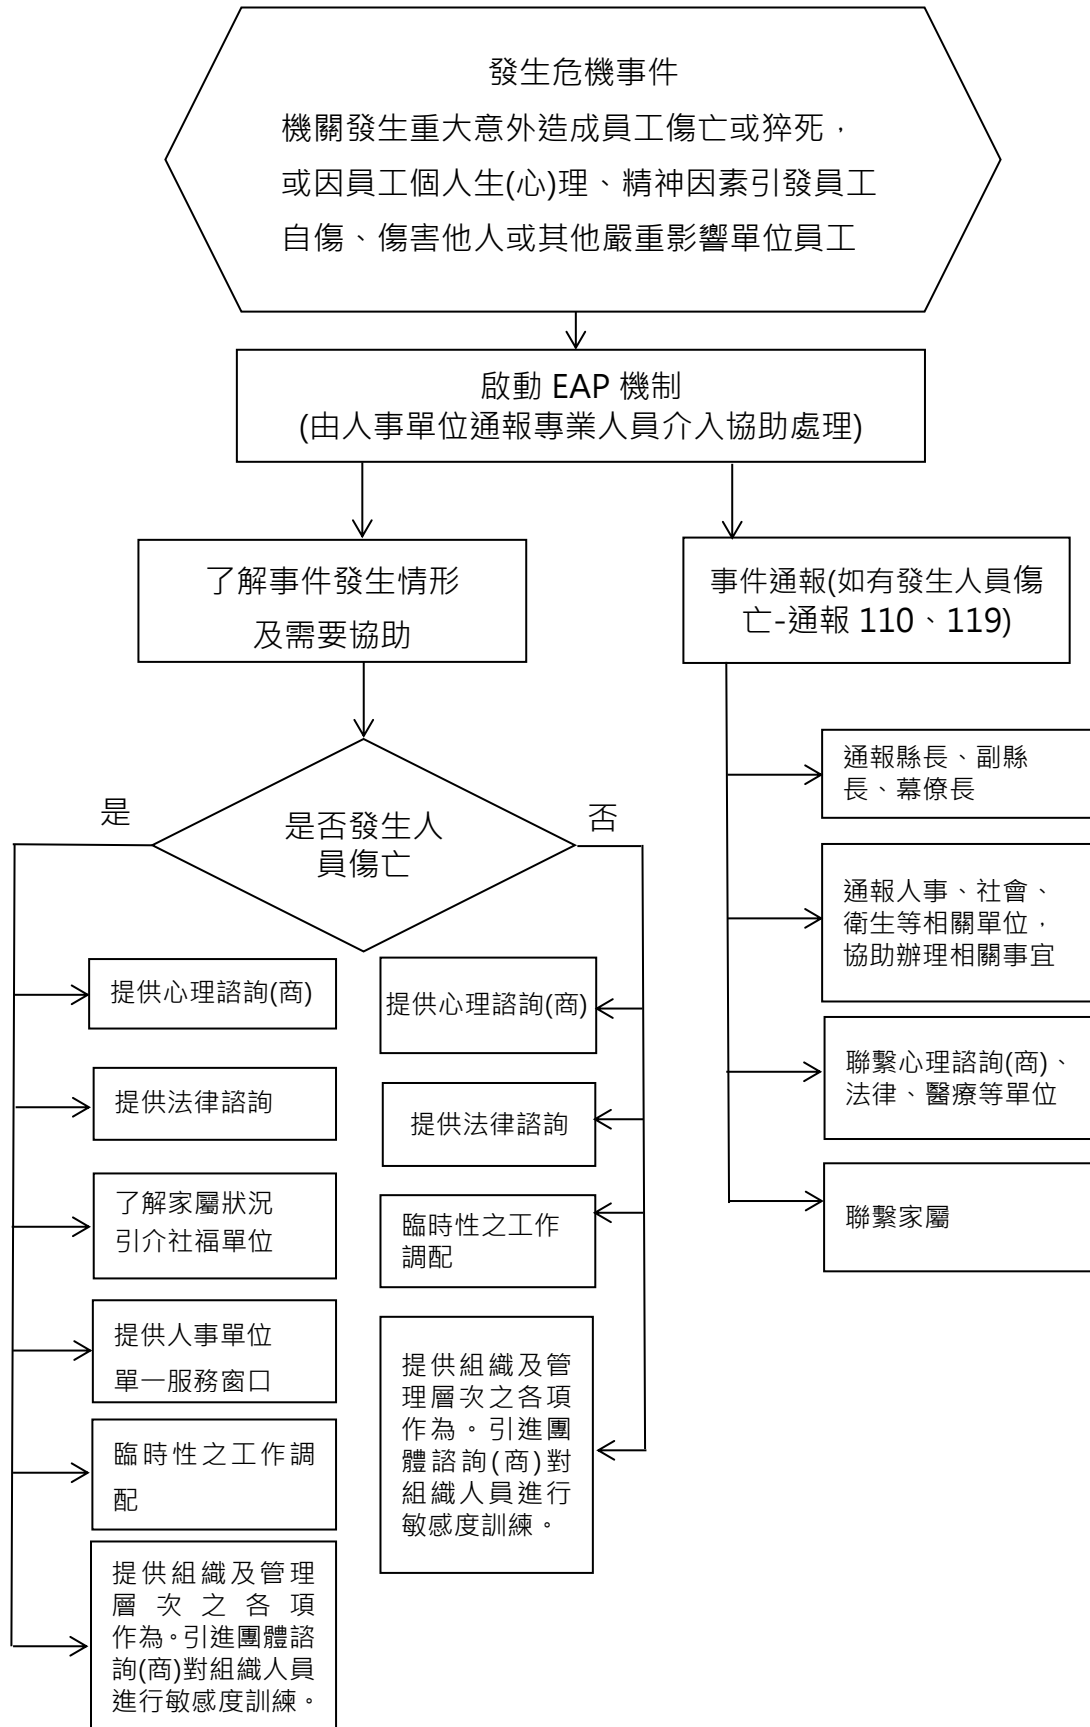 發生危機事件
機關發生重大意外造成員工傷亡或猝死，
或因員工個人生(心)理、精神因素引發員工
自傷、傷害他人或其他嚴重影響單位員工
啟動 EAP 機制
(由人事單位通報專業人員介入協助處理)
了解事件發生情形
及需要協助
事件通報(如有發生人員傷
亡-通報 110、119)
是
是否發生人
員傷亡
否
提供心理諮詢(商)
提供法律諮詢
了解家屬狀況
引介社福單位
提供人事單位
單一服務窗口
臨時性之工作調
配
提供組織及管理
層次之各項
作為。引進團體諮
詢(商)對組織人員
進行敏感度訓練。
提供心理諮詢(商)
提供法律諮詢
臨時性之工作
調配
提供組織及管
理層次之各項
作為。引進團
體諮詢(商)對
組織人員進行
敏感度訓練。
通報縣長、副縣
長、幕僚長
通報人事、社會、
衛生等相關單位，
協助辦理相關事宜
聯繫心理諮詢(商)、
法律、醫療等單位
聯繫家屬